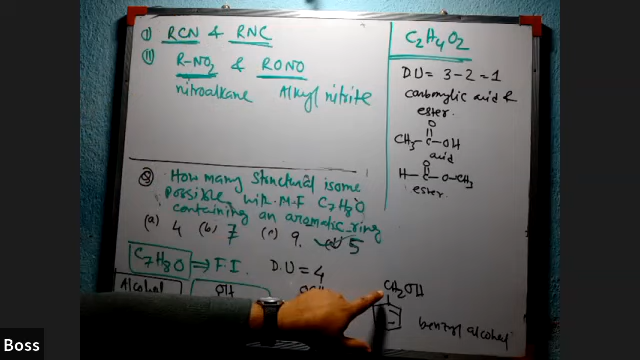 (I) RCN & RNC
(II) R-NO2 & RONO
nitroalkane Alkyl nitrite
C2H4O2
D.U = 3-2 = 1
carboxylic acid &
ester.
O
CH3-C-OH
acid
O
H-C-O-CH3
ester.
Q How many structural isome
possible with M.F C7H8O
containing an aromatic ring
(a) 4 (b) 7 (c) 9. 5
C7H8O ⇒ F.I. D.U = 4
Alcohol OH
CH2OH
benzyl alcohol
Boss